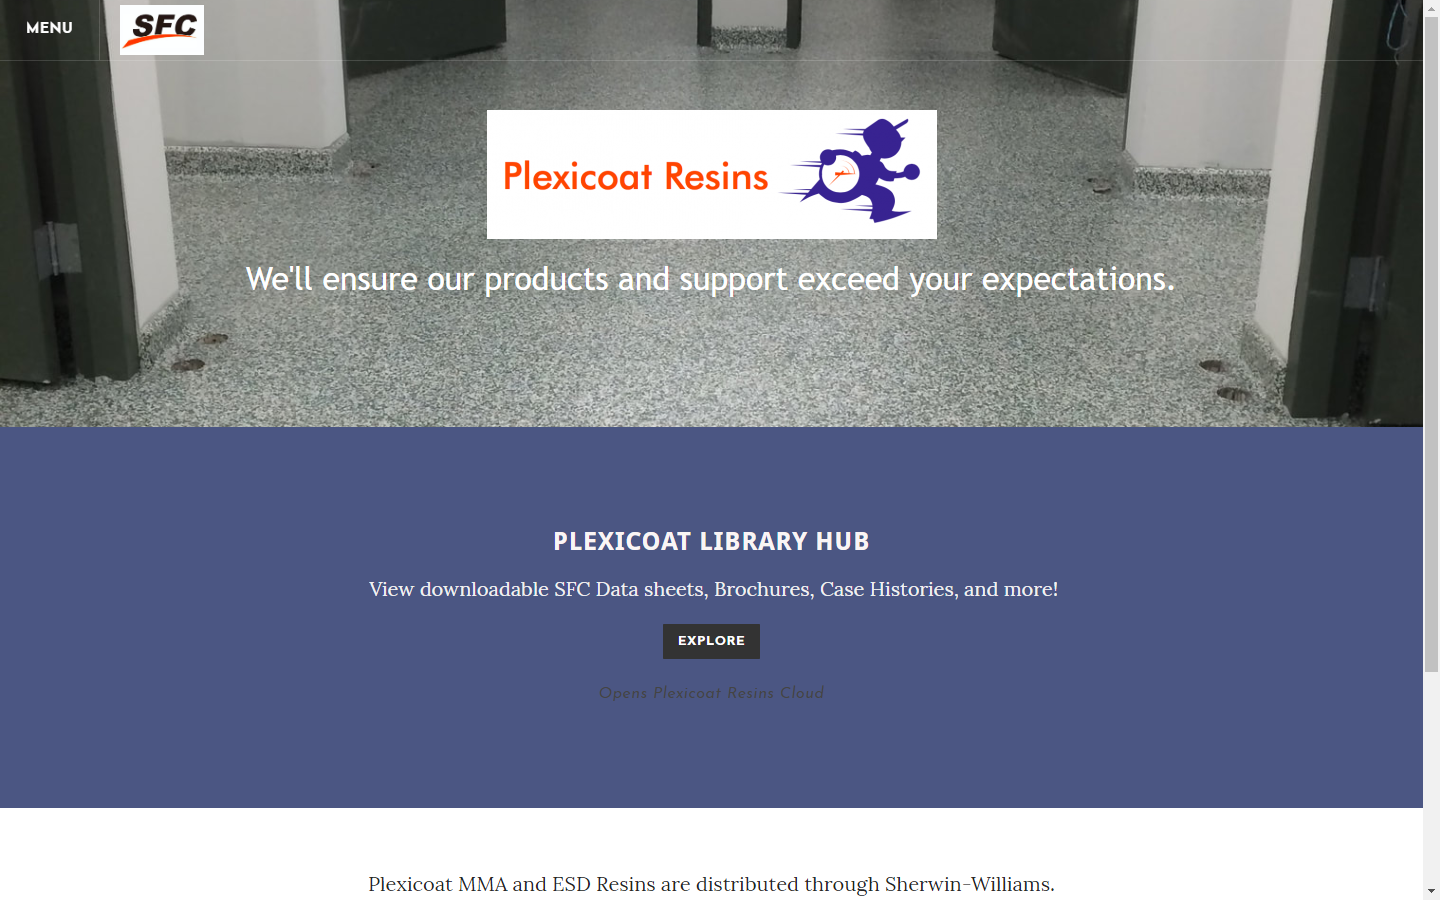 MENU
SFC
Plexicoat Resins
We'll ensure our products and support exceed your expectations.
PLEXICOAT LIBRARY HUB
View downloadable SFC Data sheets, Brochures, Case Histories, and more!
EXPLORE
Opens Plexicoat Resins Cloud
Plexicoat MMA and ESD Resins are distributed through Sherwin-Williams.